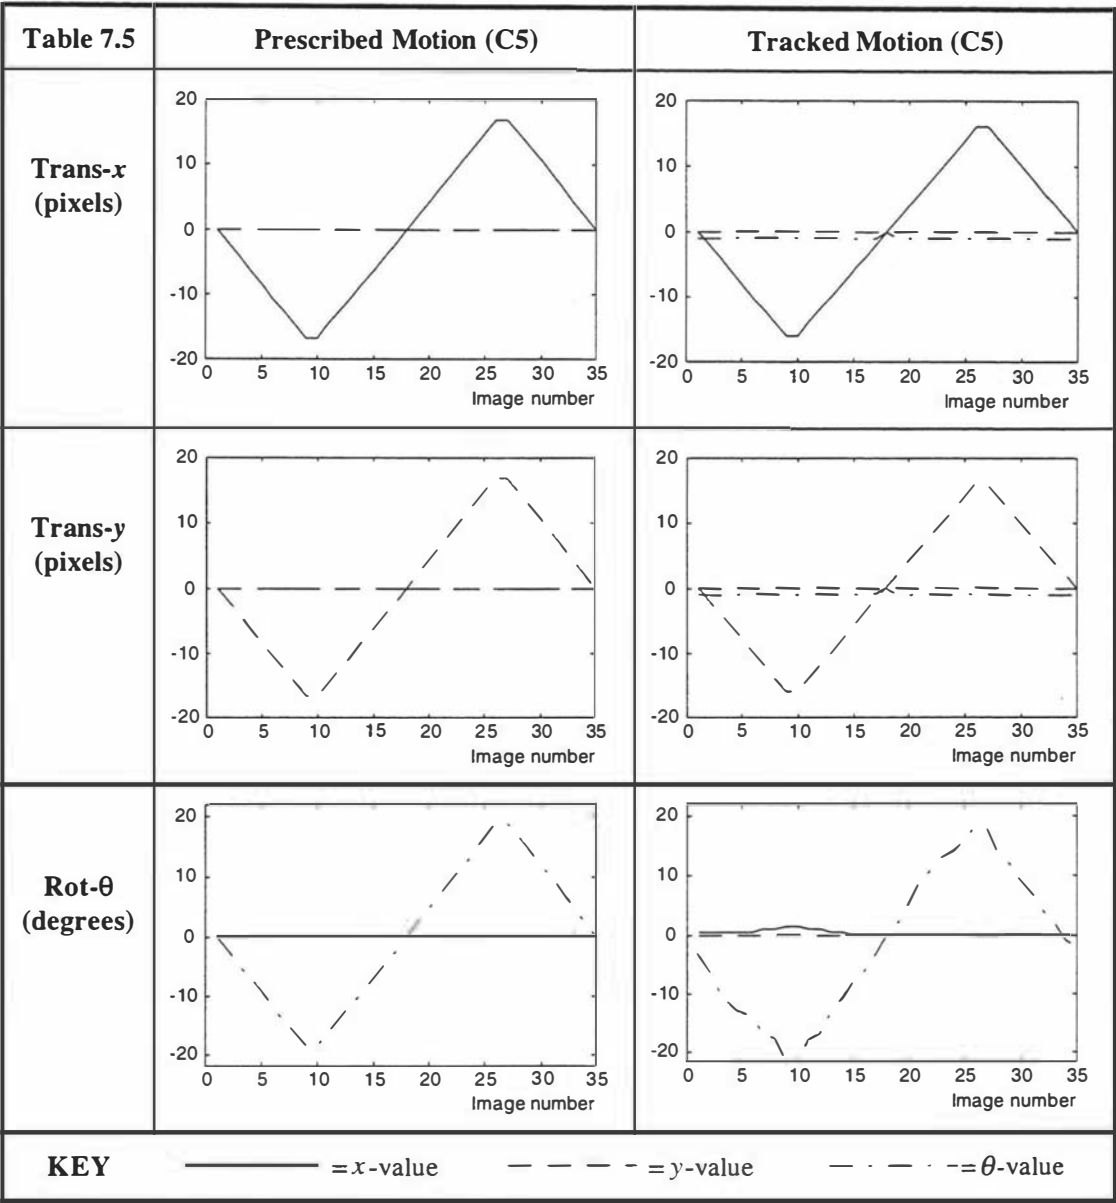 Table 7.5 Prescribed Motion (C5) Tracked Motion (C5)
Trans-x
(pixels)
20
10
0
-10
-20
0 5 10 15 20 25 30 35
Image number
20
10
0
-10
-20
0 5 10 15 20 25 30 35
Image number
Trans-y
(pixels)
20
10
0
-10
-20
0 5 10 15 20 25 30 35
Image number
20
10
0
-10
-20
0 5 10 15 20 25 30 35
Image number
Rot-θ
(degrees)
20
10
0
-10
-20
0 5 10 15 20 25 30 35
Image number
20
10
0
-10
-20
0 5 10 15 20 25 30 35
Image number
KEY =x-value =y-value =θ-value